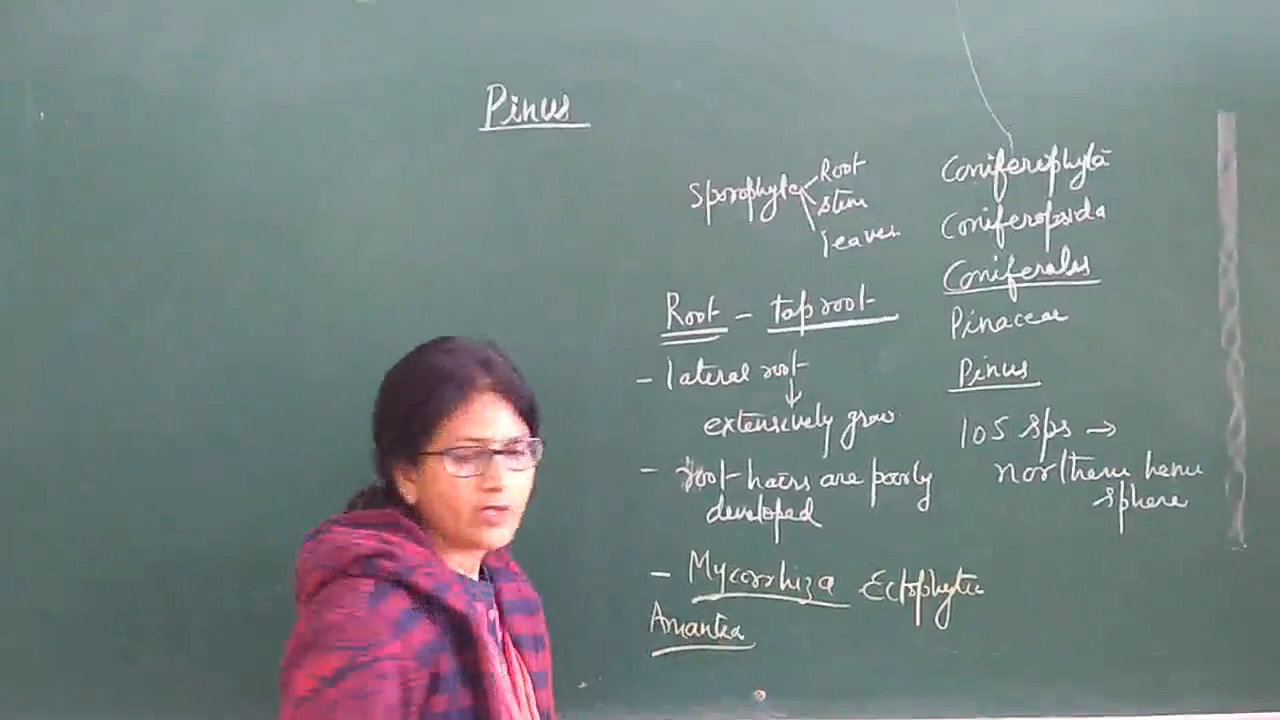 Pinus
Sporophyte
Root
stem
leaves
Root - tap root
- lateral root
↓
extensively grow
- root hairs are poorly
developed
- Mycorrhiza Ectophytic
Amanita
Coniferophyta
Coniferopsida
Coniferales
Pinaceae
Pinus
105 sps →
northern hemi
sphere